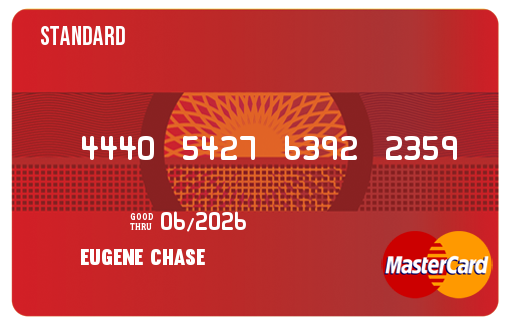 STANDARD
4440 5427 6392 2359
GOOD THRU 06/2026
EUGENE CHASE
MasterCard